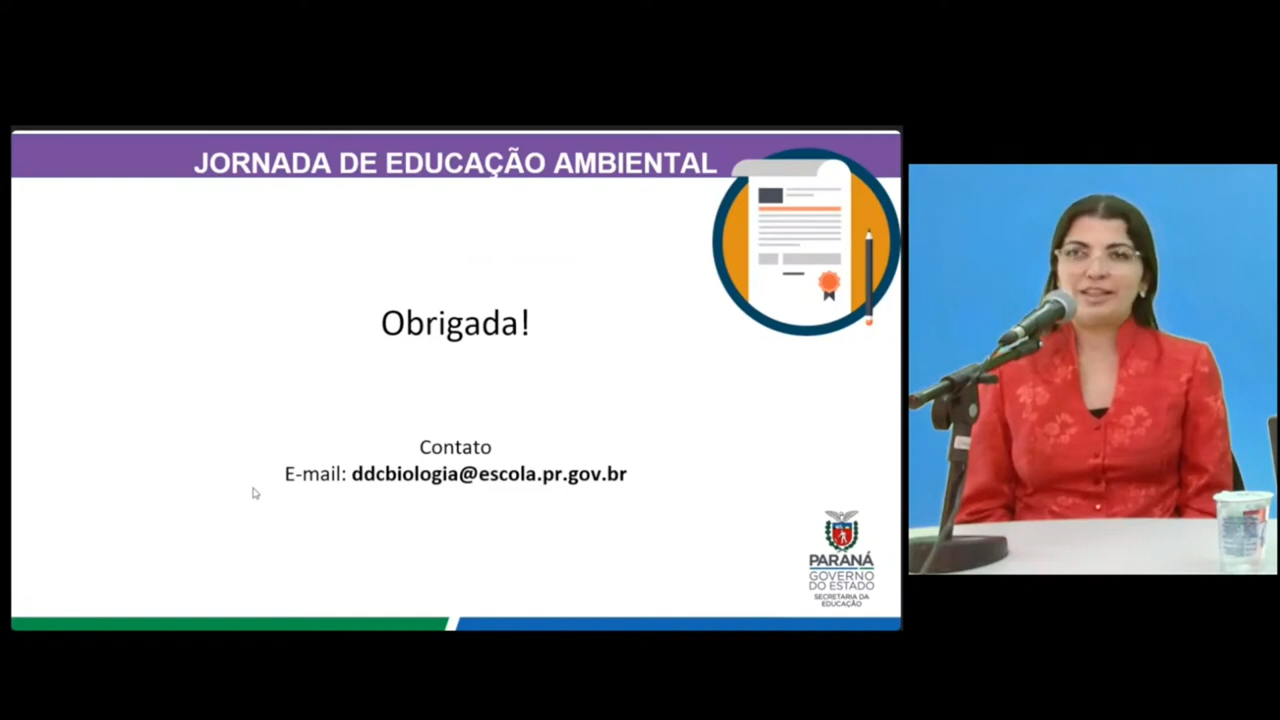 JORNADA DE EDUCAÇÃO AMBIENTAL
Obrigada!
Contato
E-mail: ddcbiologia@escola.pr.gov.br
PARANÁ
GOVERNO
DO ESTADO
SECRETARIA DA
EDUCAÇÃO